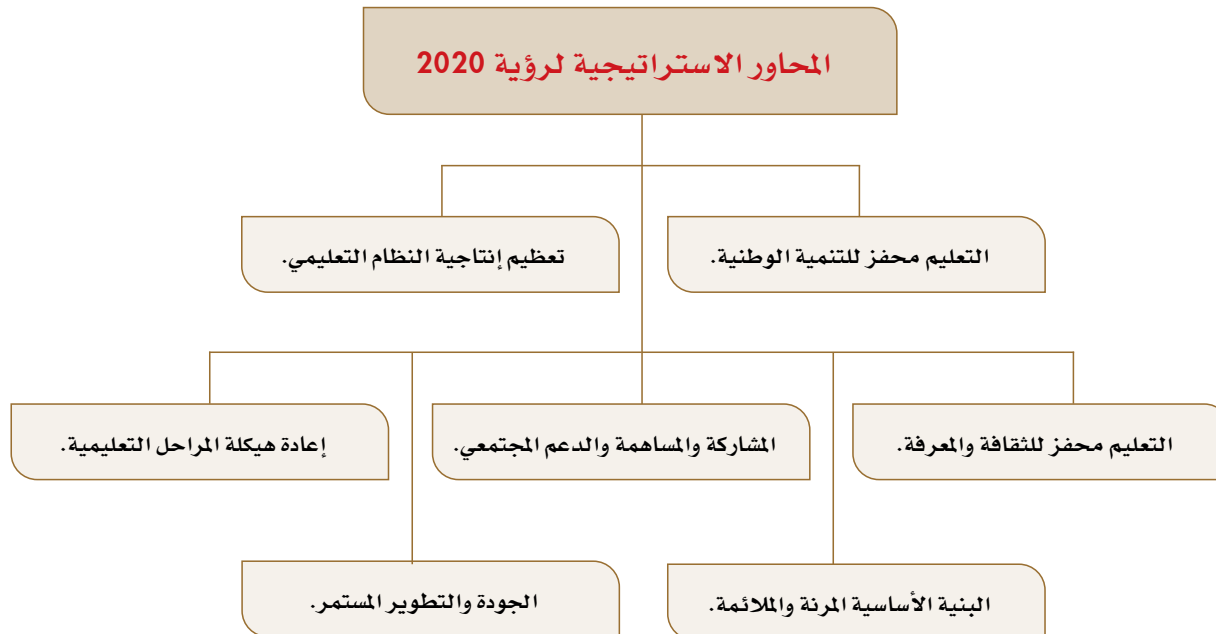 المحاور الاستراتيجية لرؤية 2020
التعليم محفز للتنمية الوطنية.
تعظيم إنتاجية النظام التعليمي.
التعليم محفز للثقافة والمعرفة.
المشاركة والمساهمة والدعم المجتمعي.
إعادة هيكلة المراحل التعليمية.
البنية الأساسية المرنة والملائمة.
الجودة والتطوير المستمر.